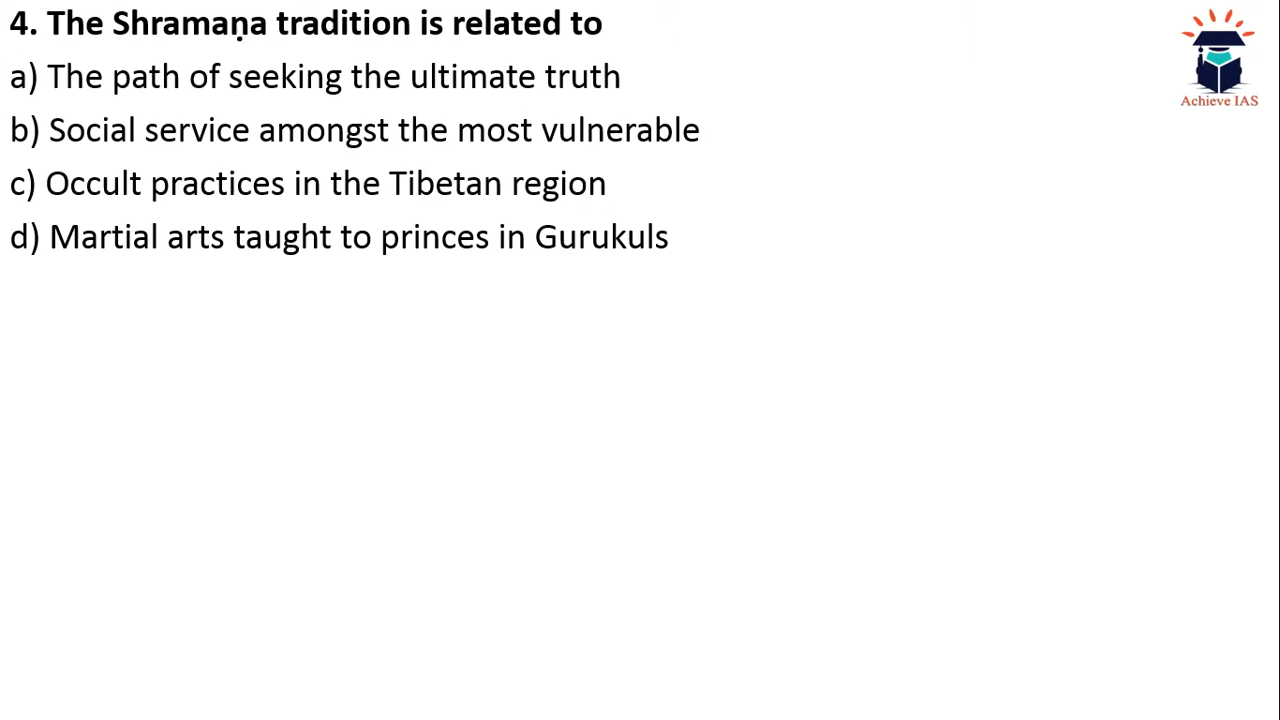 4. The Shramaṇa tradition is related to
a) The path of seeking the ultimate truth
b) Social service amongst the most vulnerable
c) Occult practices in the Tibetan region
d) Martial arts taught to princes in Gurukuls
Achieve IAS